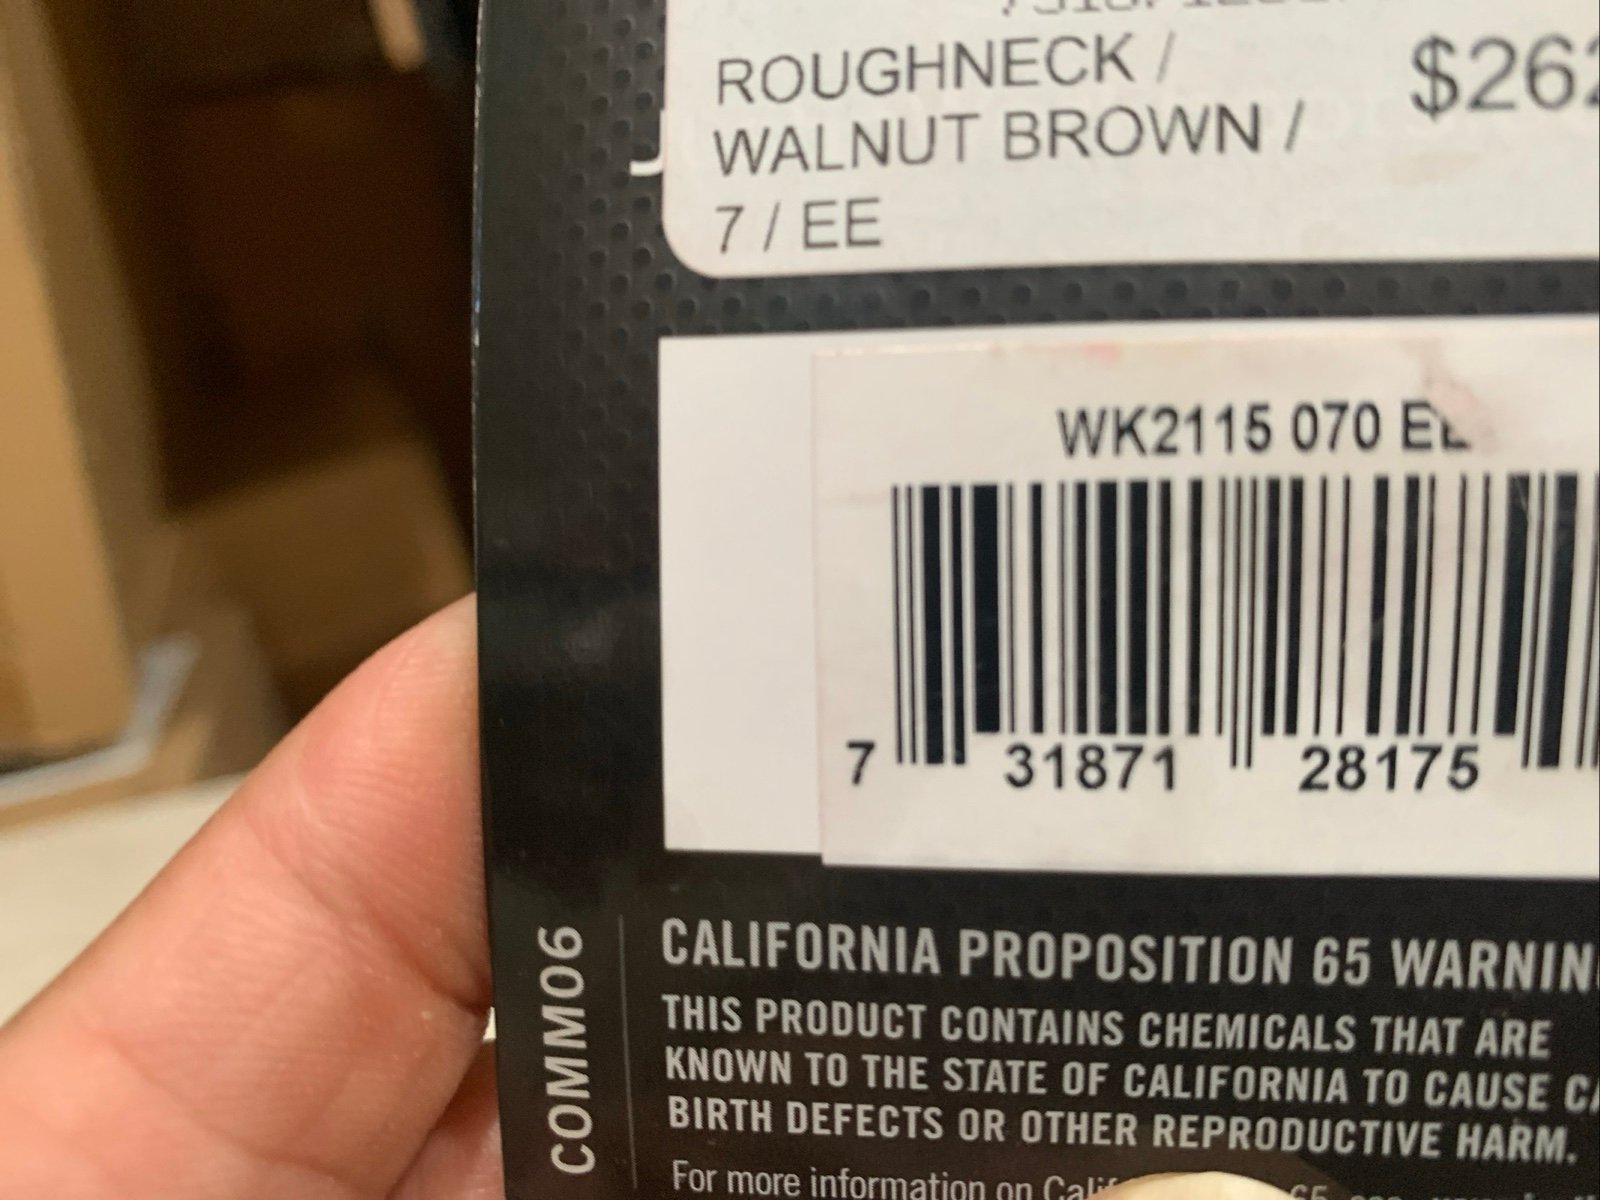 ROUGHNECK /
WALNUT BROWN /
7 / EE
WK2115 070
7 31871 28175
COMM06
CALIFORNIA PROPOSITION 65
THIS PRODUCT CONTAINS CHEMICALS THAT ARE
KNOWN TO THE STATE OF CALIFORNIA TO CAUSE
BIRTH DEFECTS OR OTHER REPRODUCTIVE HARM.
For more information on